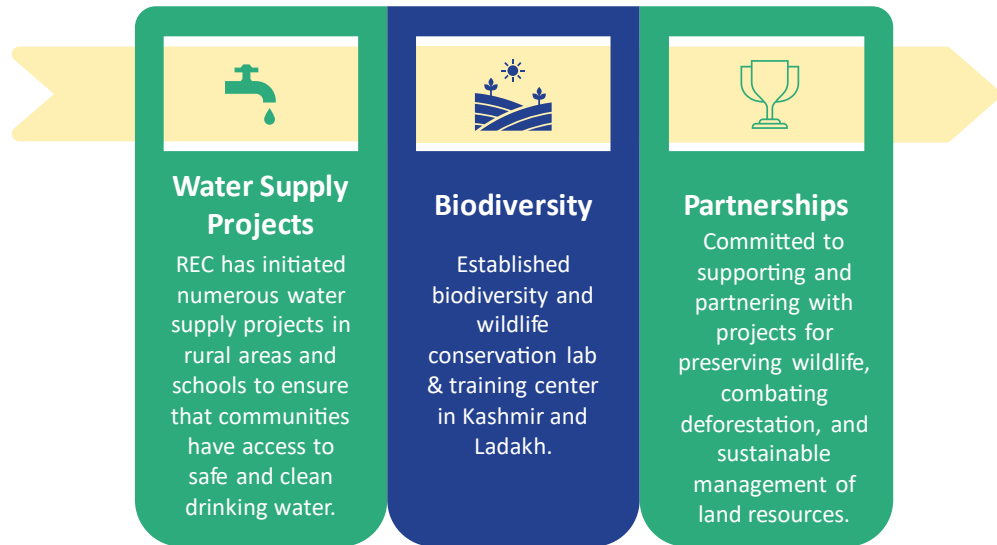 Water Supply
Projects
REC has initiated
numerous water
supply projects in
rural areas and
schools to ensure
that communities
have access to
safe and clean
drinking water.
Biodiversity
Established
biodiversity and
wildlife
conservation lab
& training center
in Kashmir and
Ladakh.
Partnerships
Committed to
supporting and
partnering with
projects for
preserving wildlife,
combating
deforestation, and
sustainable
management of
land resources.